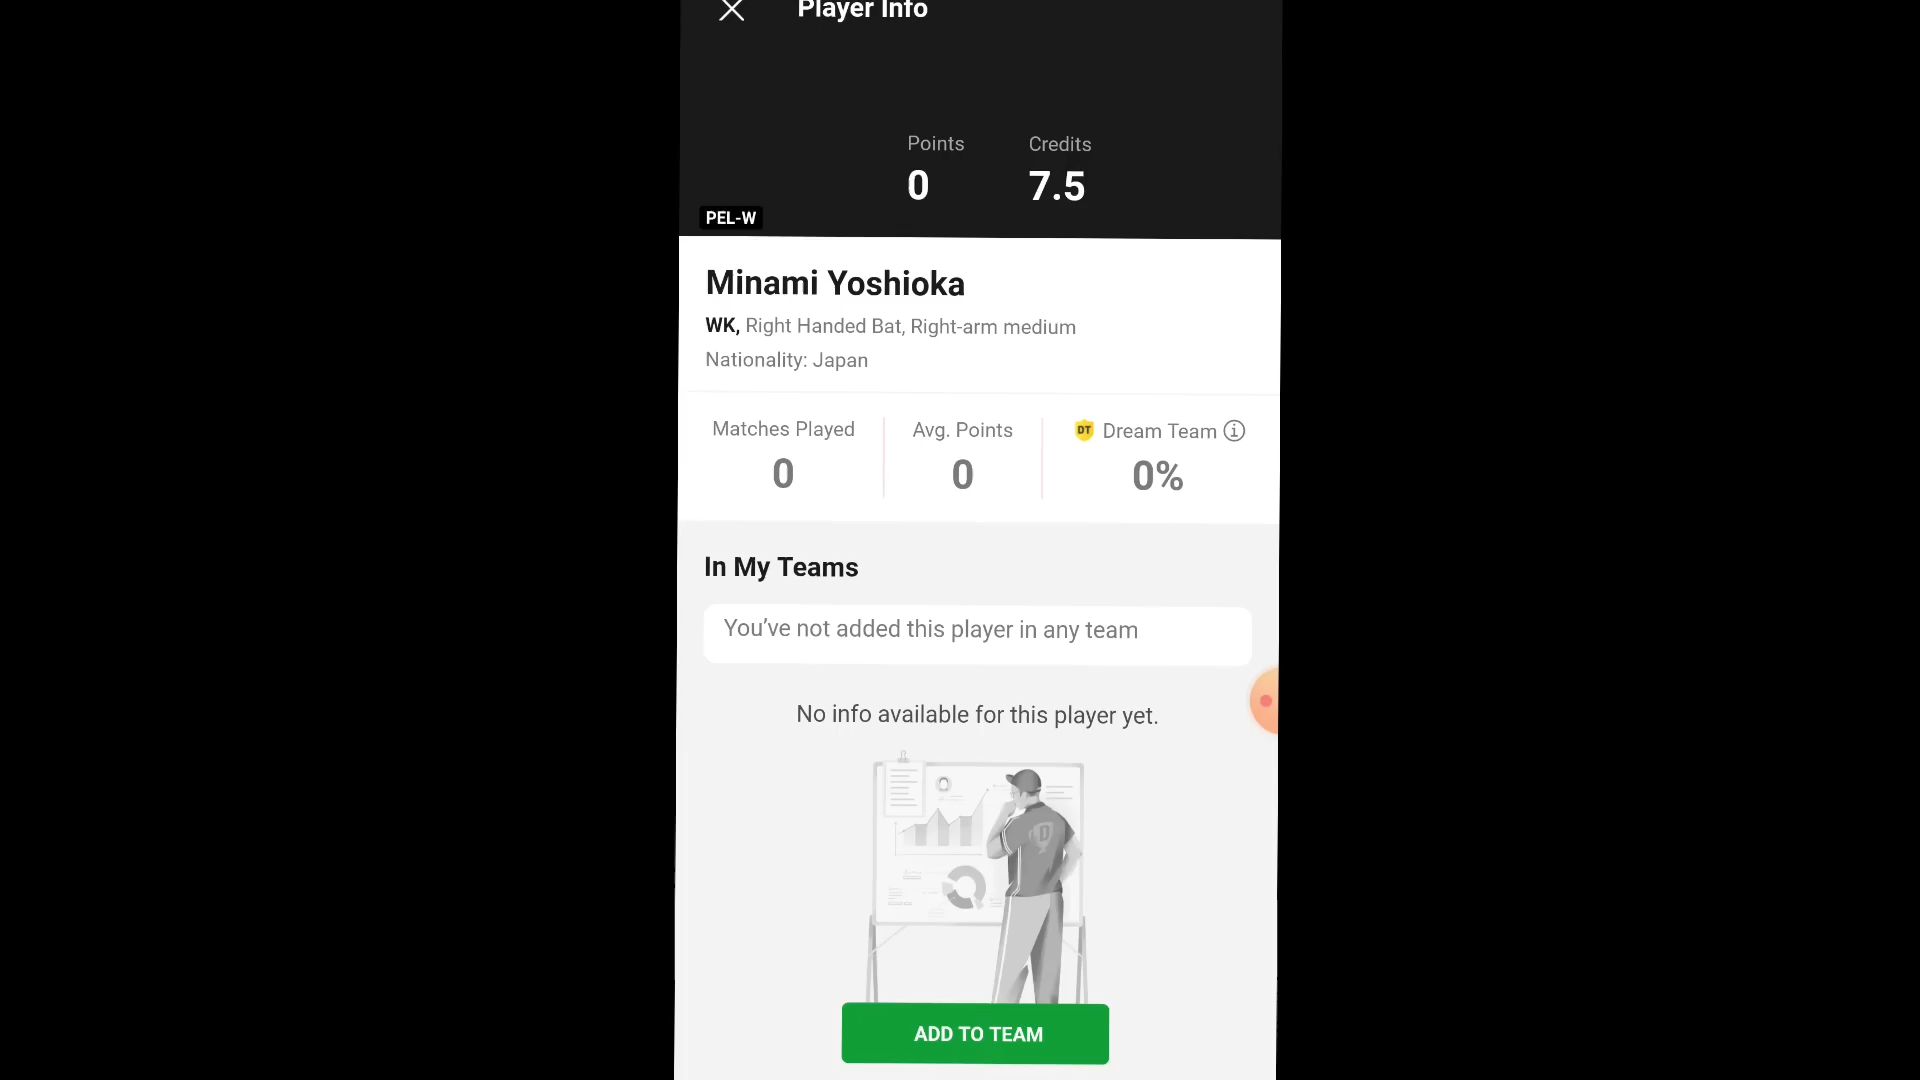 Player Info
Points
Credits
0
7.5
PEL-W
Minami Yoshioka
WK, Right Handed Bat, Right-arm medium
Nationality: Japan
Matches Played
Avg. Points
DT Dream Team
0
0
0%
In My Teams
You’ve not added this player in any team
No info available for this player yet.
D
ADD TO TEAM